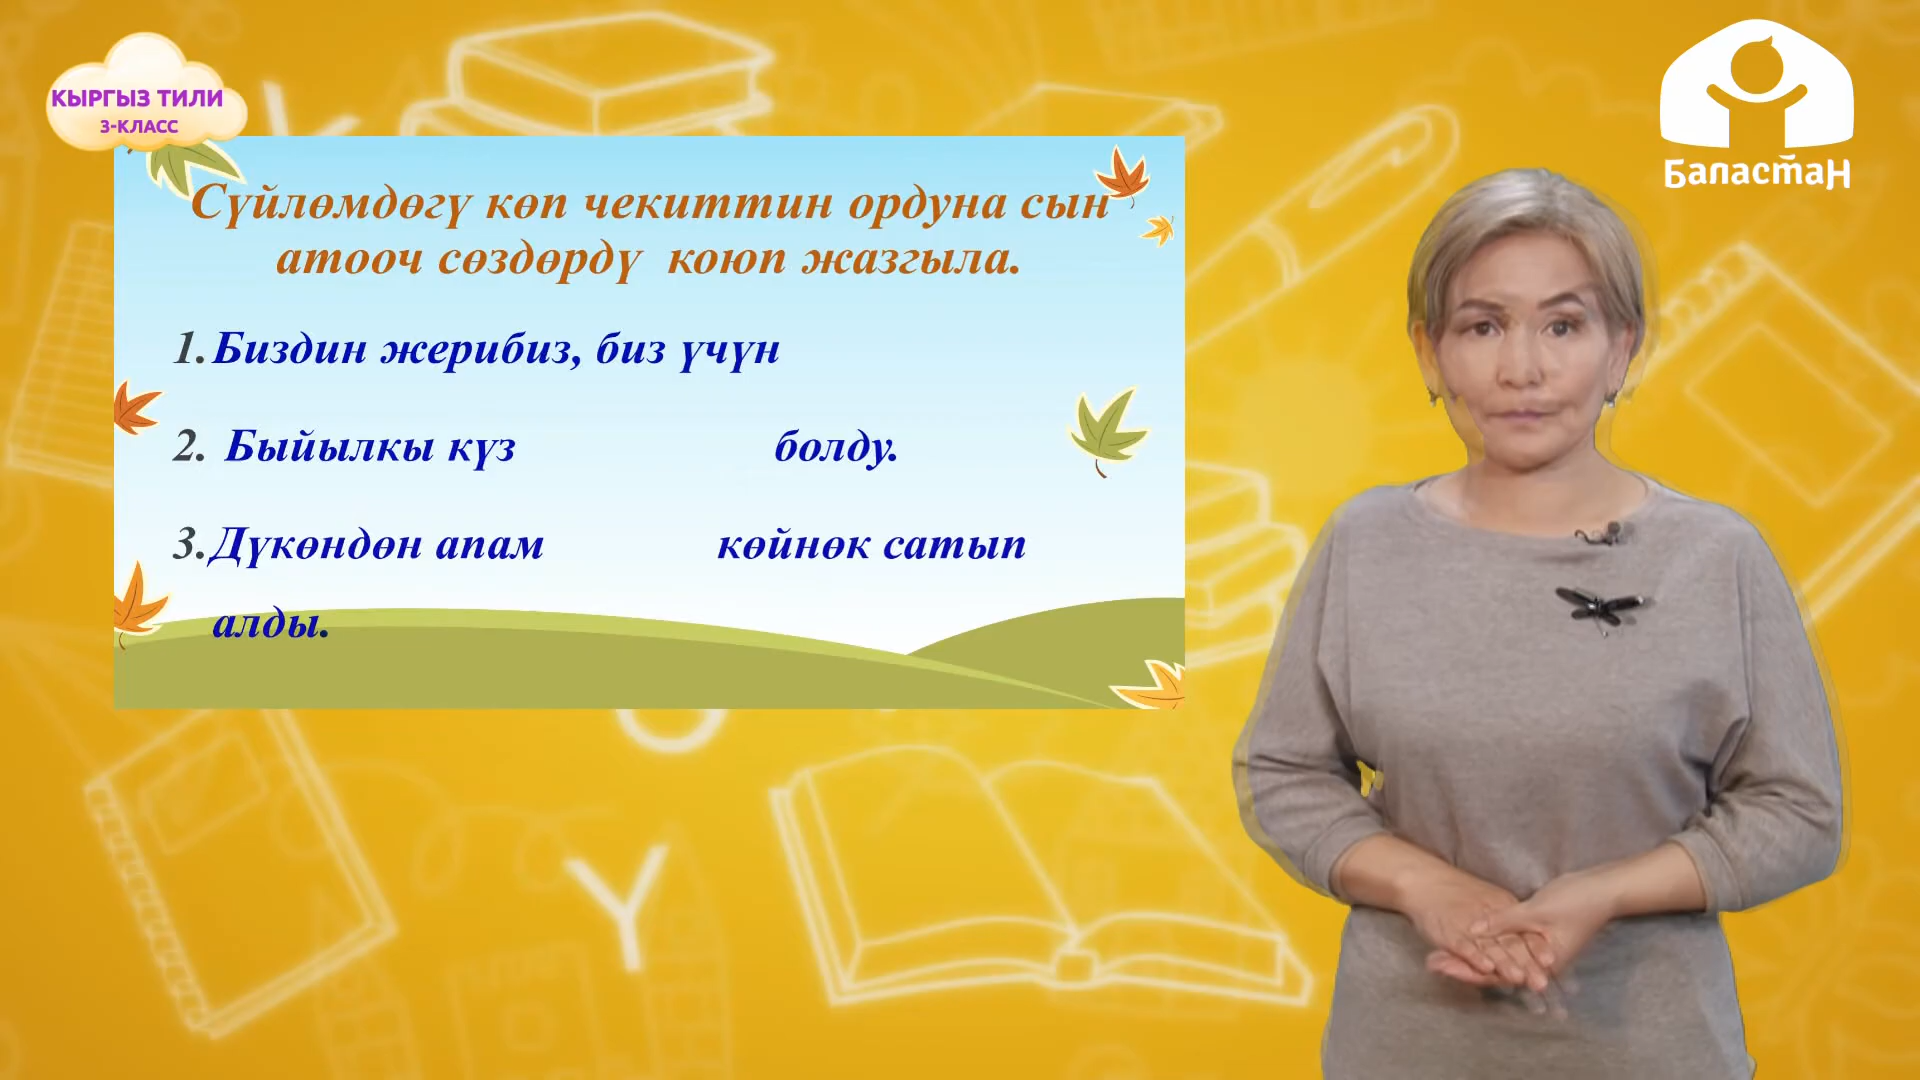 КЫРГЫЗ ТИЛИ
3-КЛАСС
Баластан
Сүйлөмдөгү көп чекиттин ордуна сын
атооч сөздөрдү коюп жазгыла.
1. Биздин жерибиз, биз үчүн
2. Быйылкы күз болду.
3. Дүкөндөн апам көйнөк сатып
алды.